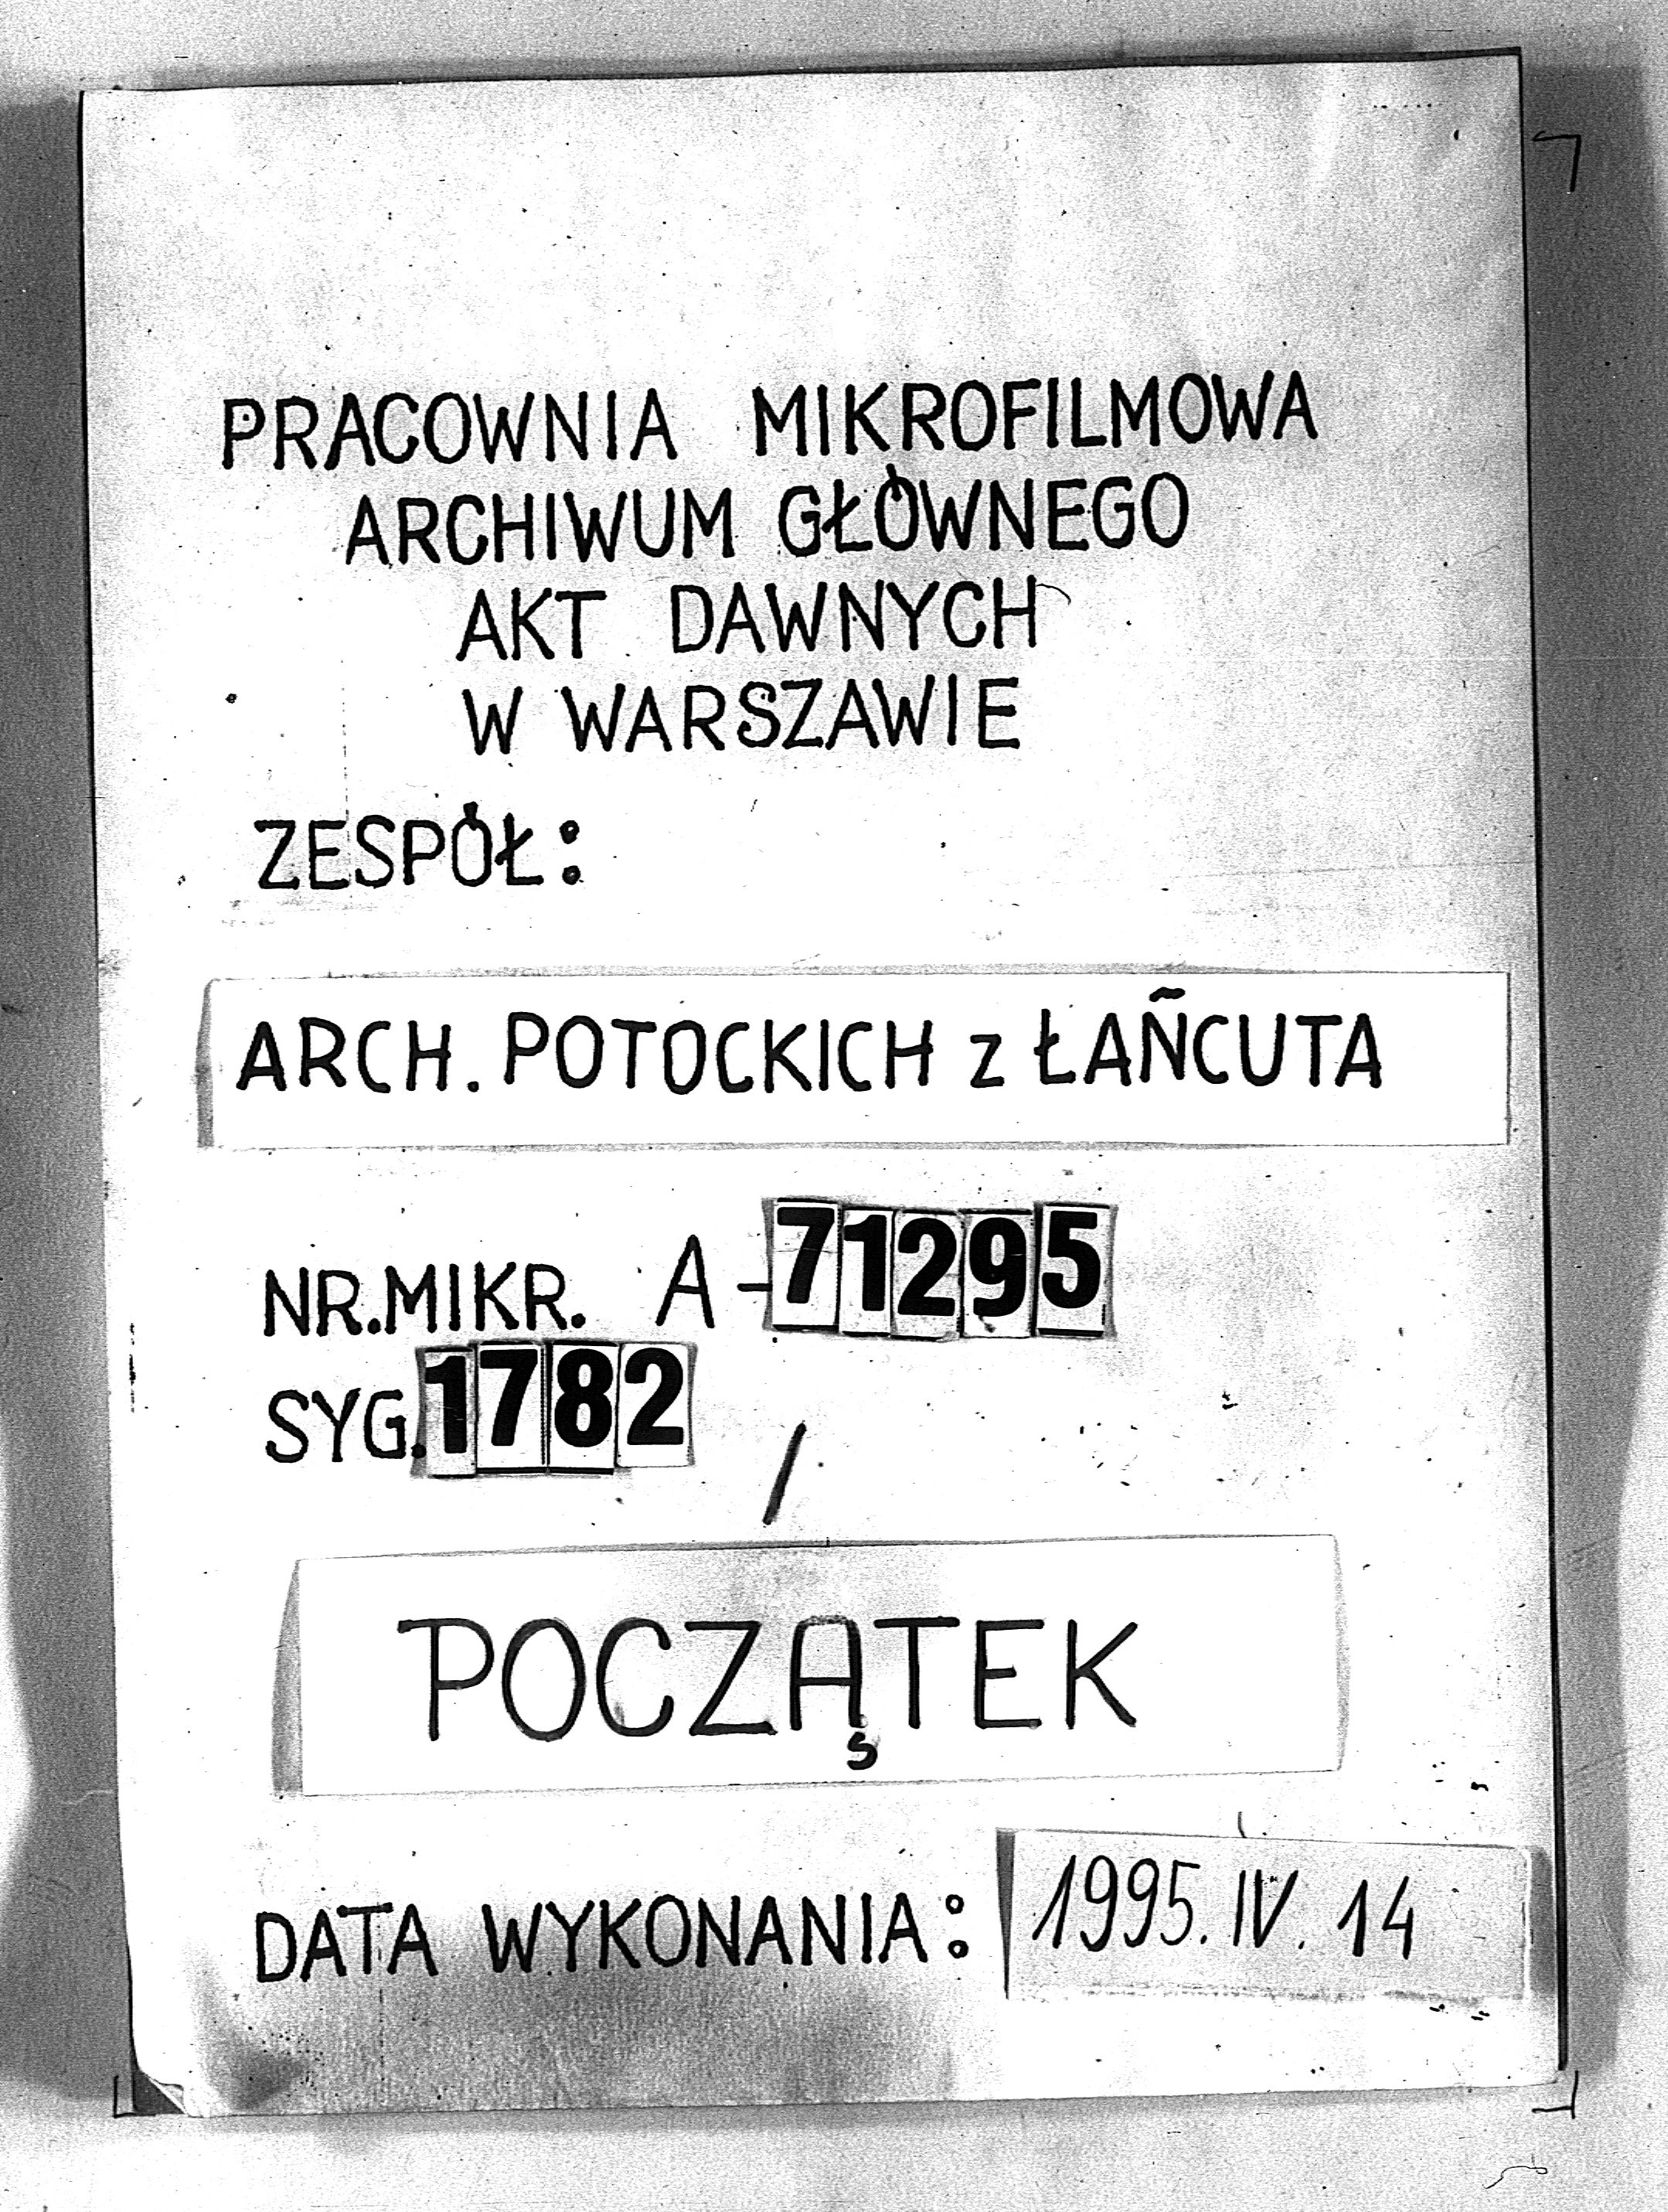 PRACOWNIA MIKROFILMOWA
ARCHIWUM GŁÓWNEGO
AKT DAWNYCH
W WARSZAWIE
ZESPÓŁ:
ARCH. POTOCKICH z ŁAŃCUTA
NR.MIKR. A-71295
SYG.1782
POCZĄTEK
DATA WYKONANIA: 1995.IV.14